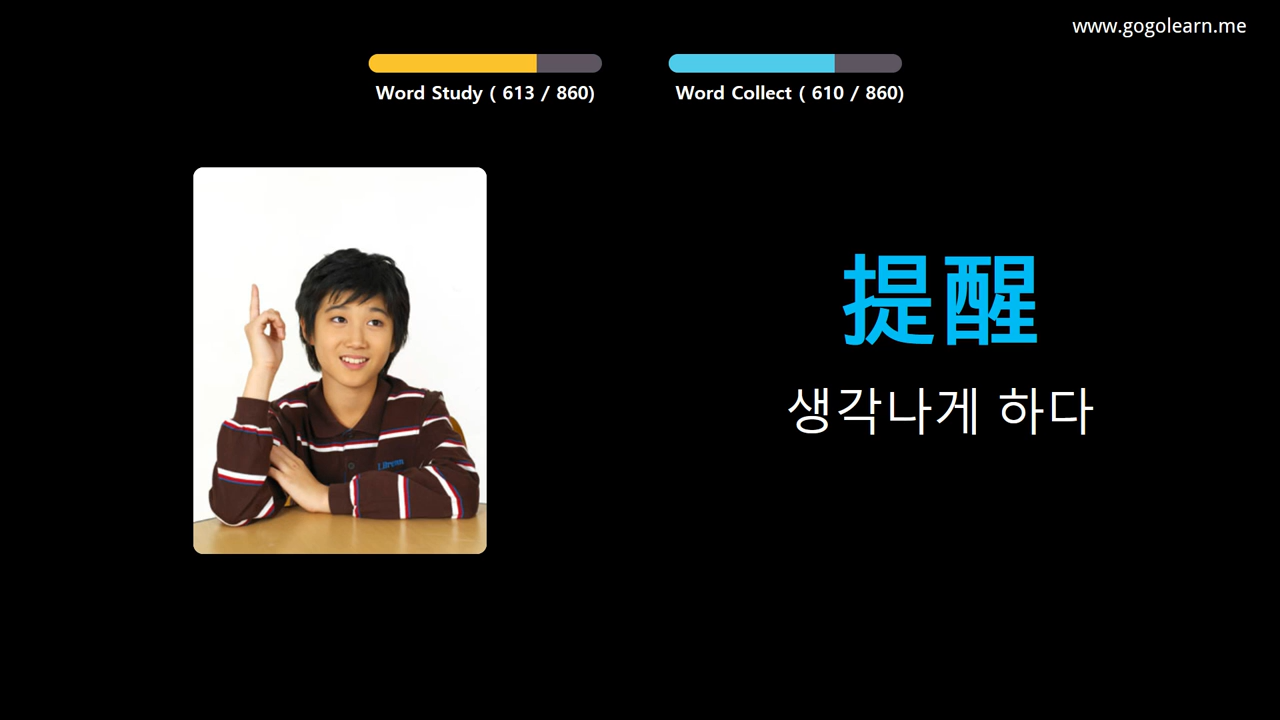 www.gogolearn.me
Word Study ( 613 / 860)
Word Collect ( 610 / 860)
提醒
생각나게 하다